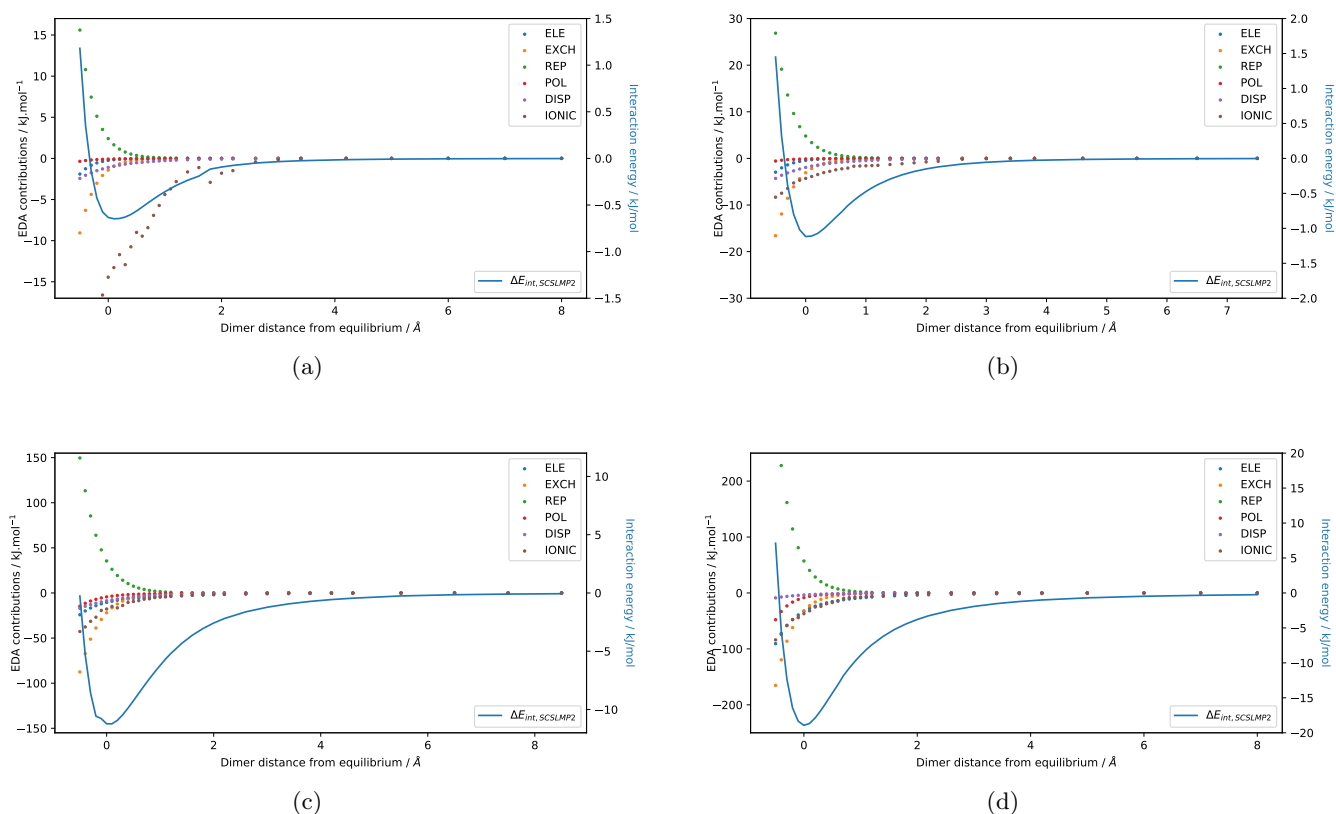 EDA contributions / kJ.mol⁻¹
15
10
5
0
−5
−10
−15
1.5
1.0
0.5
0.0
−0.5
−1.0
−1.5
Interaction energy / kJ/mol
ELE
EXCH
REP
POL
DISP
IONIC
ΔE_int,SCSLMP2
0 2 4 6 8
Dimer distance from equilibrium / Å
(a)
EDA contributions / kJ.mol⁻¹
30
20
10
0
−10
−20
−30
2.0
1.5
1.0
0.5
0.0
−0.5
−1.0
−1.5
−2.0
Interaction energy / kJ/mol
ELE
EXCH
REP
POL
DISP
IONIC
ΔE_int,SCSLMP2
0 1 2 3 4 5 6 7
Dimer distance from equilibrium / Å
(b)
EDA contributions / kJ.mol⁻¹
150
100
50
0
−50
−100
−150
10
5
0
−5
−10
Interaction energy / kJ/mol
ELE
EXCH
REP
POL
DISP
IONIC
ΔE_int,SCSLMP2
0 2 4 6 8
Dimer distance from equilibrium / Å
(c)
EDA contributions / kJ.mol⁻¹
200
100
0
−100
−200
20
15
10
5
0
−5
−10
−15
−20
Interaction energy / kJ/mol
ELE
EXCH
REP
POL
DISP
IONIC
ΔE_int,SCSLMP2
0 2 4 6 8
Dimer distance from equilibrium / Å
(d)